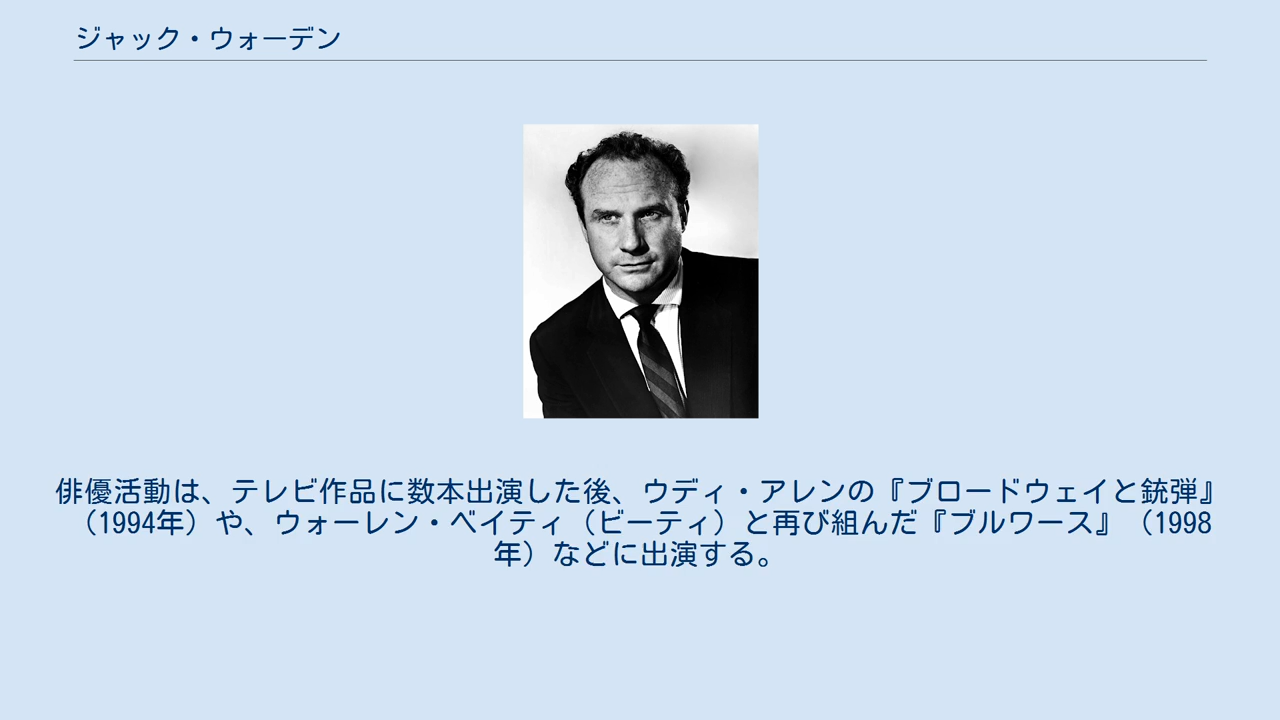 ジャック・ウォーデン
俳優活動は、テレビ作品に数本出演した後、ウディ・アレンの『ブロードウェイと銃弾』
（1994年）や、ウォーレン・ベイティ（ビーティ）と再び組んだ『ブルワース』（1998
年）などに出演する。